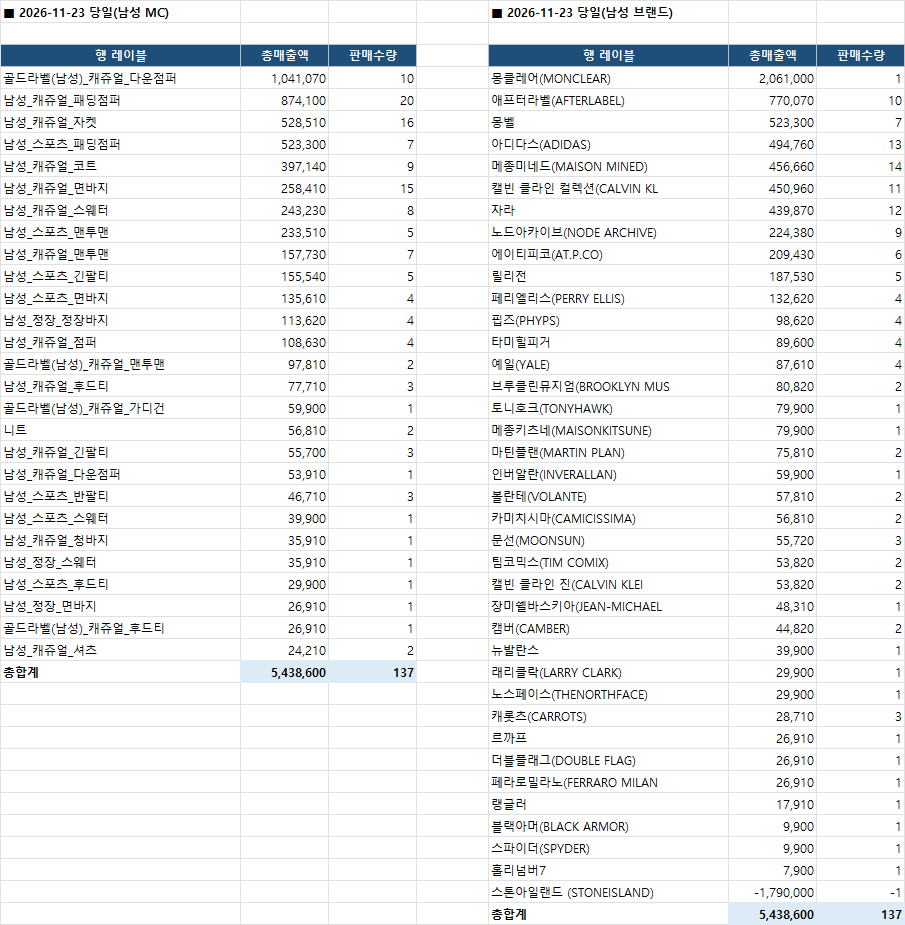 ■ 2026-11-23 당일(남성 MC)
행 레이블 총매출액 판매수량
골드라벨(남성)_캐쥬얼_다운점퍼 1,041,070 10
남성_캐쥬얼_패딩점퍼 874,100 20
남성_캐쥬얼_자켓 528,510 16
남성_스포츠_패딩점퍼 523,300 7
남성_캐쥬얼_코트 397,140 9
남성_캐쥬얼_면바지 258,410 15
남성_캐쥬얼_스웨터 243,230 8
남성_스포츠_맨투맨 233,510 5
남성_캐쥬얼_맨투맨 157,730 7
남성_스포츠_긴팔티 155,540 5
남성_스포츠_면바지 135,610 4
남성_정장_정장바지 113,620 4
남성_캐쥬얼_점퍼 108,630 4
골드라벨(남성)_캐쥬얼_맨투맨 97,810 2
남성_캐쥬얼_후드티 77,710 3
골드라벨(남성)_캐쥬얼_가디건 59,900 1
니트 56,810 2
남성_캐쥬얼_긴팔티 55,700 3
남성_캐쥬얼_다운점퍼 53,910 1
남성_스포츠_반팔티 46,710 3
남성_스포츠_스웨터 39,900 1
남성_캐쥬얼_청바지 35,910 1
남성_정장_스웨터 35,910 1
남성_스포츠_후드티 29,900 1
남성_정장_면바지 26,910 1
골드라벨(남성)_캐쥬얼_후드티 26,910 1
남성_캐쥬얼_셔츠 24,210 2
총합계 5,438,600 137
■ 2026-11-23 당일(남성 브랜드)
행 레이블 총매출액 판매수량
몽클레어(MONCLEAR) 2,061,000 1
애프터라벨(AFTERLABEL) 770,070 10
몽벨 523,300 7
아디다스(ADIDAS) 494,760 13
메종미네드(MAISON MINED) 456,660 14
캘빈 클라인 컬렉션(CALVIN KL 450,960 11
자라 439,870 12
노드아카이브(NODE ARCHIVE) 224,380 9
에이티피코(AT.P.CO) 209,430 6
릴리전 187,530 5
페리엘리스(PERRY ELLIS) 132,620 4
핍즈(PHYPS) 98,620 4
타미힐피거 89,600 4
예일(YALE) 87,610 4
브루클린뮤지엄(BROOKLYN MUS 80,820 2
토니호크(TONYHAWK) 79,900 1
메종키츠네(MAISONKITSUNE) 79,900 1
마틴플랜(MARTIN PLAN) 75,810 2
인버알란(INVERALLAN) 59,900 1
볼란테(VOLANTE) 57,810 2
카미치시마(CAMICISSIMA) 56,810 2
문선(MOONSUN) 55,720 3
팀코믹스(TIM COMIX) 53,820 2
캘빈 클라인 진(CALVIN KLEI 53,820 2
장미쉘바스키아(JEAN-MICHAEL 48,310 1
캠버(CAMBER) 44,820 2
뉴발란스 39,900 1
래리클락(LARRY CLARK) 29,900 1
노스페이스(THENORTHFACE) 29,900 1
캐롯츠(CARROTS) 28,710 3
르까프 26,910 1
더블플래그(DOUBLE FLAG) 26,910 1
페라로밀라노(FERRARO MILAN 26,910 1
랭글러 17,910 1
블랙아머(BLACK ARMOR) 9,900 1
스파이더(SPYDER) 9,900 1
홀리넘버7 7,900 1
스톤아일랜드 (STONEISLAND) -1,790,000 -1
총합계 5,438,600 137